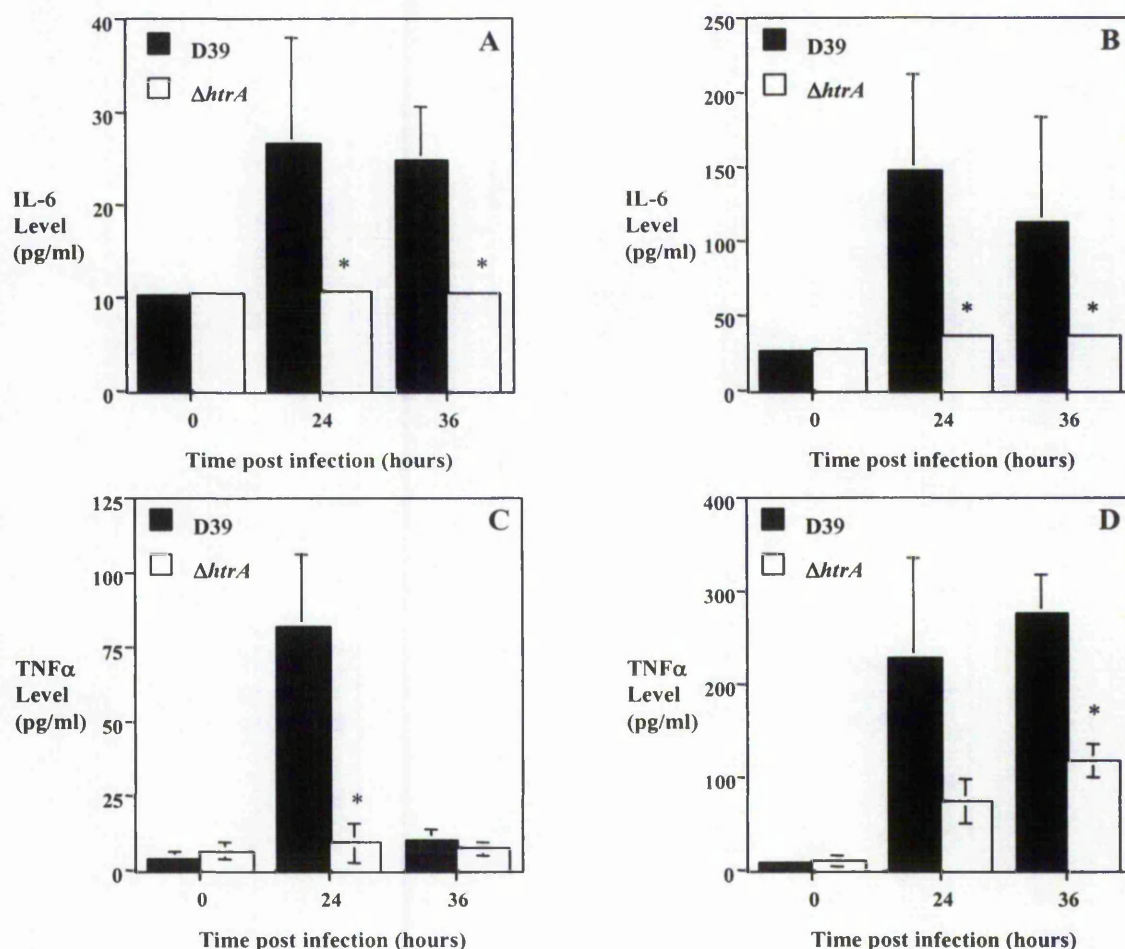 A
D39
ΔhtrA
40
30
20
10
0
IL-6
Level
(pg/ml)
*
*
0
24
36
Time post infection (hours)
B
D39
ΔhtrA
250
200
150
100
50
0
IL-6
Level
(pg/ml)
*
*
0
24
36
Time post infection (hours)
C
D39
ΔhtrA
125
100
75
50
25
0
TNFα
Level
(pg/ml)
*
0
24
36
Time post infection (hours)
D
D39
ΔhtrA
400
300
200
100
0
TNFα
Level
(pg/ml)
*
0
24
36
Time post infection (hours)